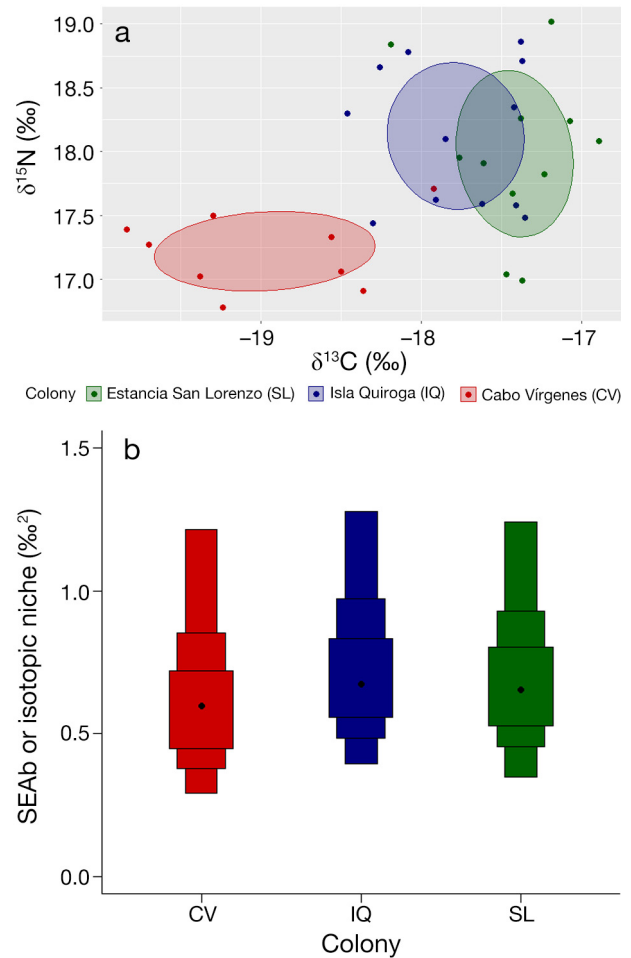 a
19.0
18.5
18.0
17.5
17.0
δ15N (‰)
−19
−18
−17
δ13C (‰)
Colony
Estancia San Lorenzo (SL)
Isla Quiroga (IQ)
Cabo Vírgenes (CV)
b
1.5
1.0
0.5
0.0
SEAb or isotopic niche (‰2)
CV
IQ
SL
Colony